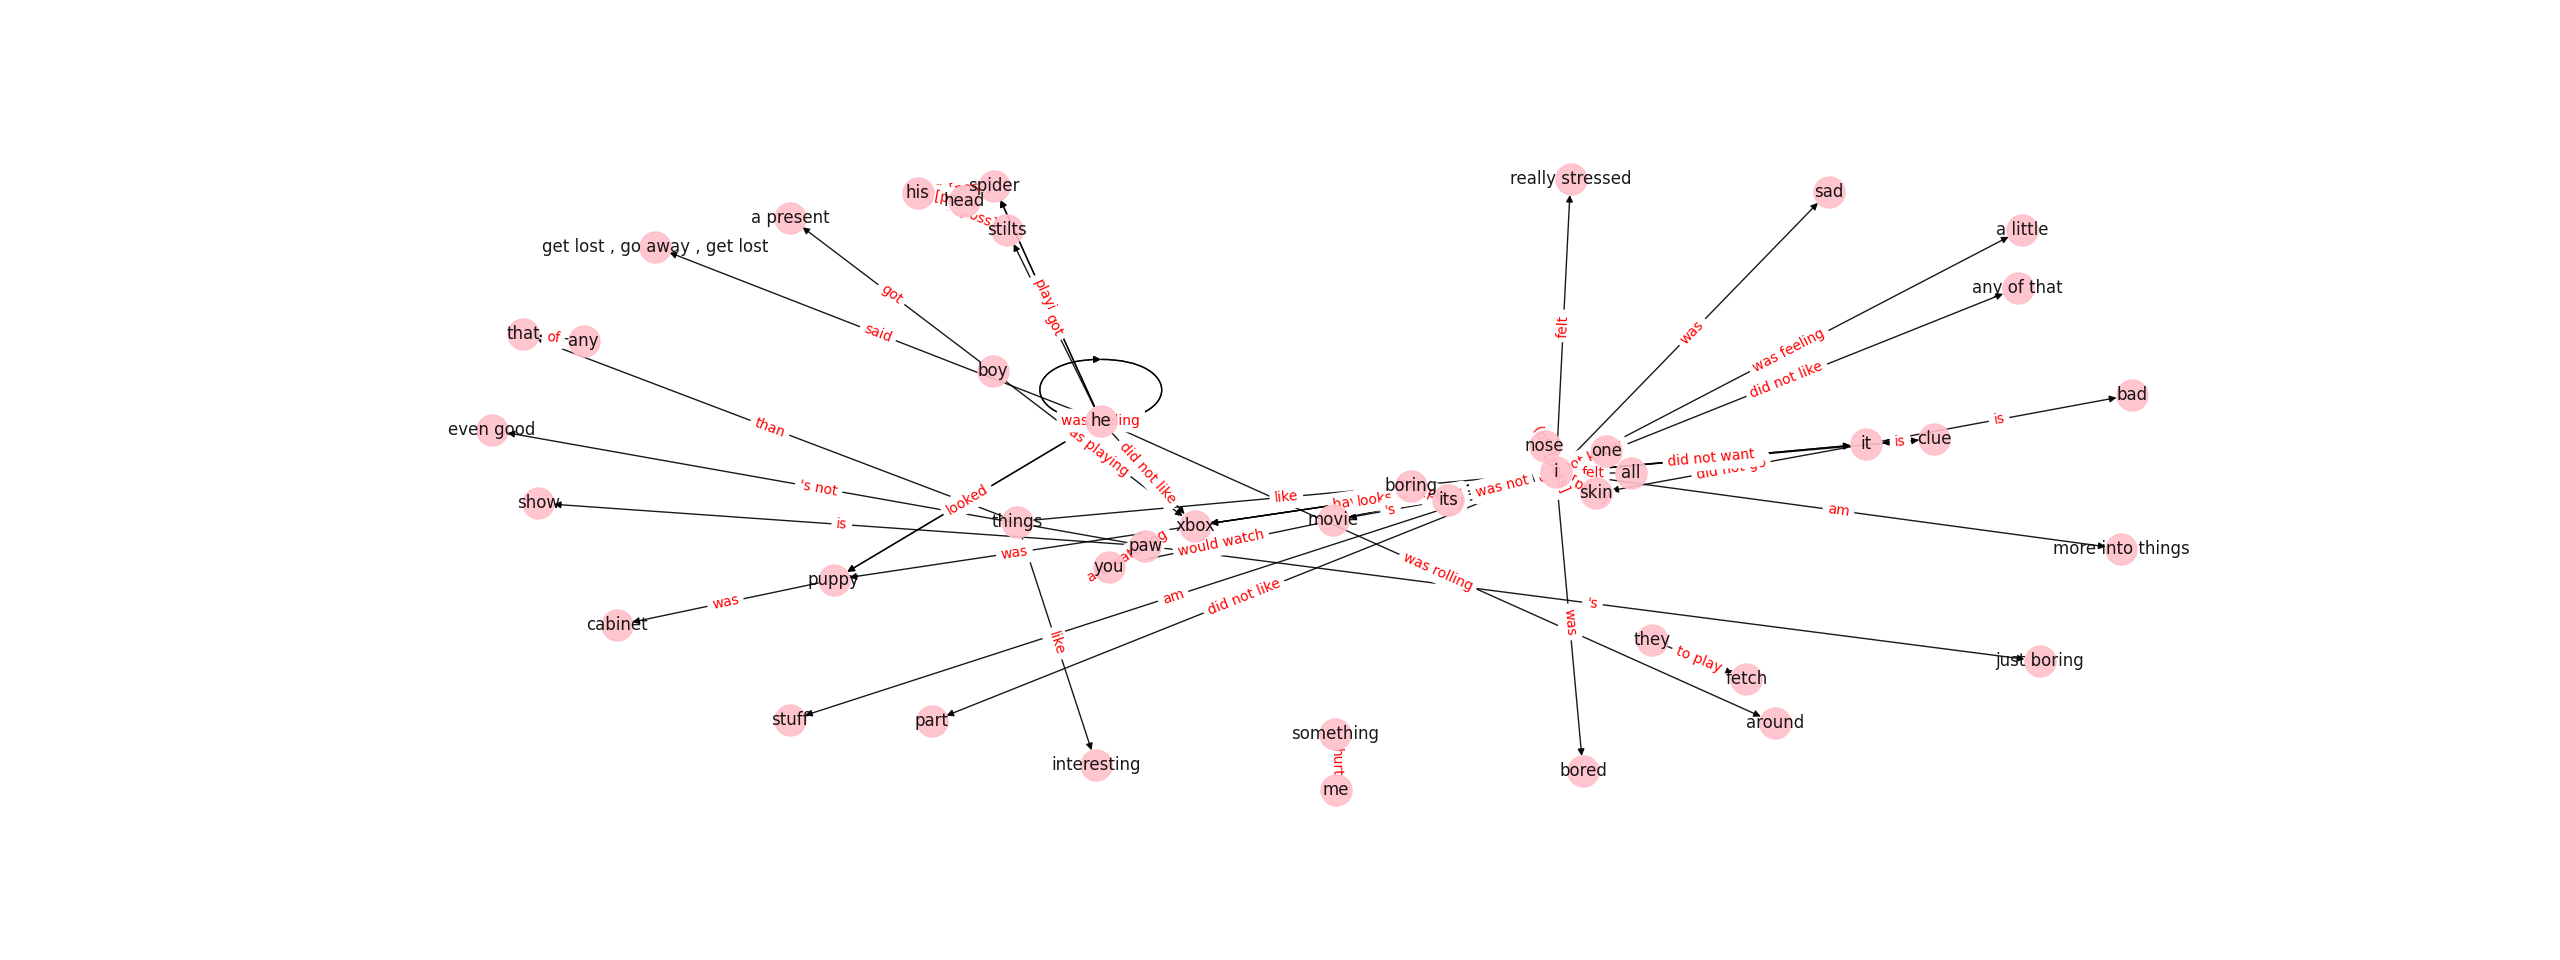 really stressed
spider
his
head
sad
a present
stilts
a little
get lost , go away , get lost
any of that
got
playi
got
felt
said
that
of
any
was
was feeling
boy
did not like
bad
he
than
is
even good
it
is
clue
nose
one
did not want
as playing
did not like
i
felt
all
's not
boring
was not
skin
looked
its
like
looks
show
is
things
xbox
movie
's
am
paw
would watch
was
you
more into things
puppy
was rolling
am
did not like
's
was
cabinet
was
like
they
to play
just boring
fetch
stuff
part
around
something
hurt
interesting
bored
me